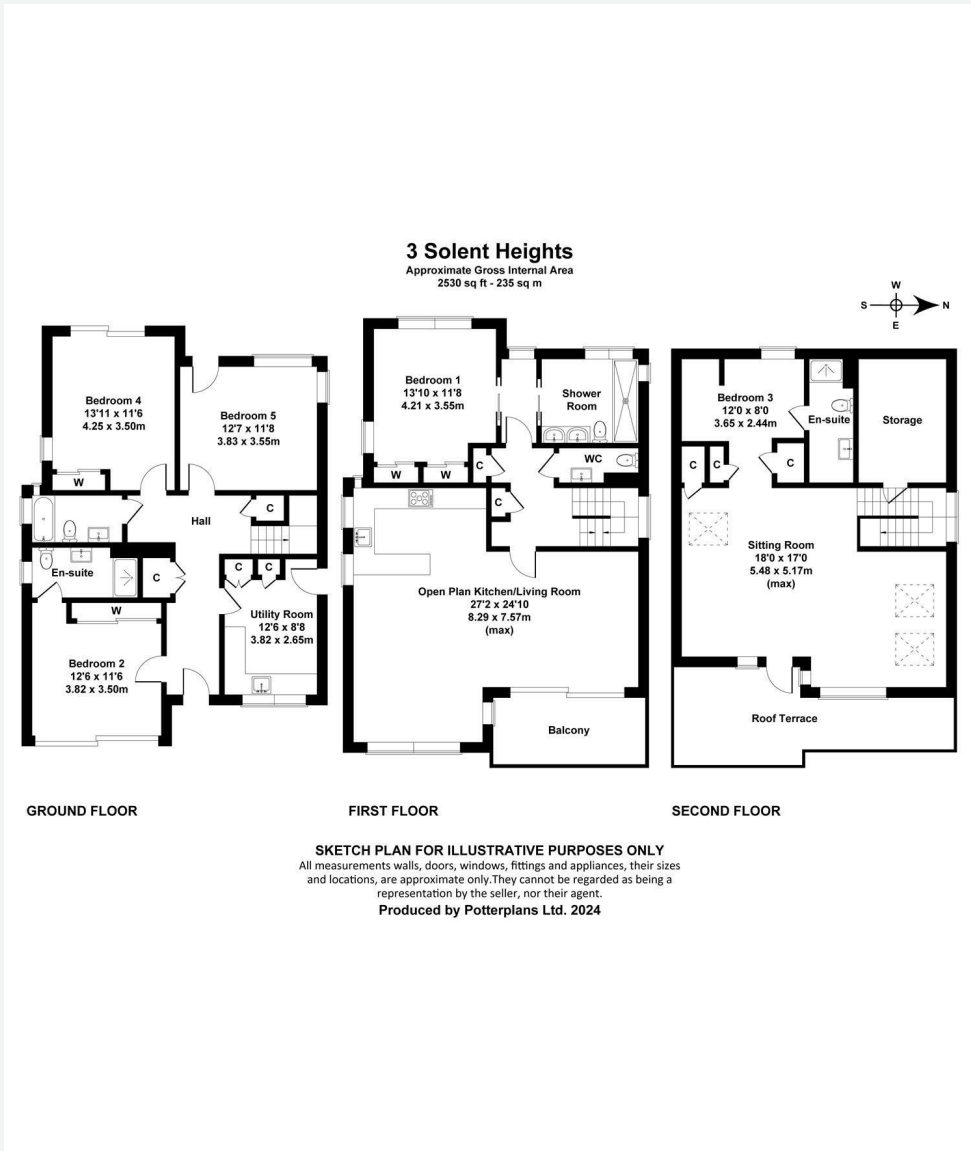 3 Solent Heights
Approximate Gross Internal Area
2530 sq ft - 235 sq m
W
S
N
E
Bedroom 4
13'11 x 11'6
4.25 x 3.50m
Bedroom 5
12'7 x 11'8
3.83 x 3.55m
W
Hall
C
En-suite
C
C
C
W
Utility Room
12'6 x 8'8
3.82 x 2.65m
Bedroom 2
12'6 x 11'6
3.82 x 3.50m
GROUND FLOOR
Bedroom 1
13'10 x 11'8
4.21 x 3.55m
Shower
Room
W
W
C
WC
C
Open Plan Kitchen/Living Room
27'2 x 24'10
8.29 x 7.57m
(max)
Balcony
FIRST FLOOR
Bedroom 3
12'0 x 8'0
3.65 x 2.44m
En-suite
Storage
C
C
C
Sitting Room
18'0 x 17'0
5.48 x 5.17m
(max)
Roof Terrace
SECOND FLOOR
SKETCH PLAN FOR ILLUSTRATIVE PURPOSES ONLY
All measurements walls, doors, windows, fittings and appliances, their sizes
and locations, are approximate only.They cannot be regarded as being a
representation by the seller, nor their agent.
Produced by Potterplans Ltd. 2024